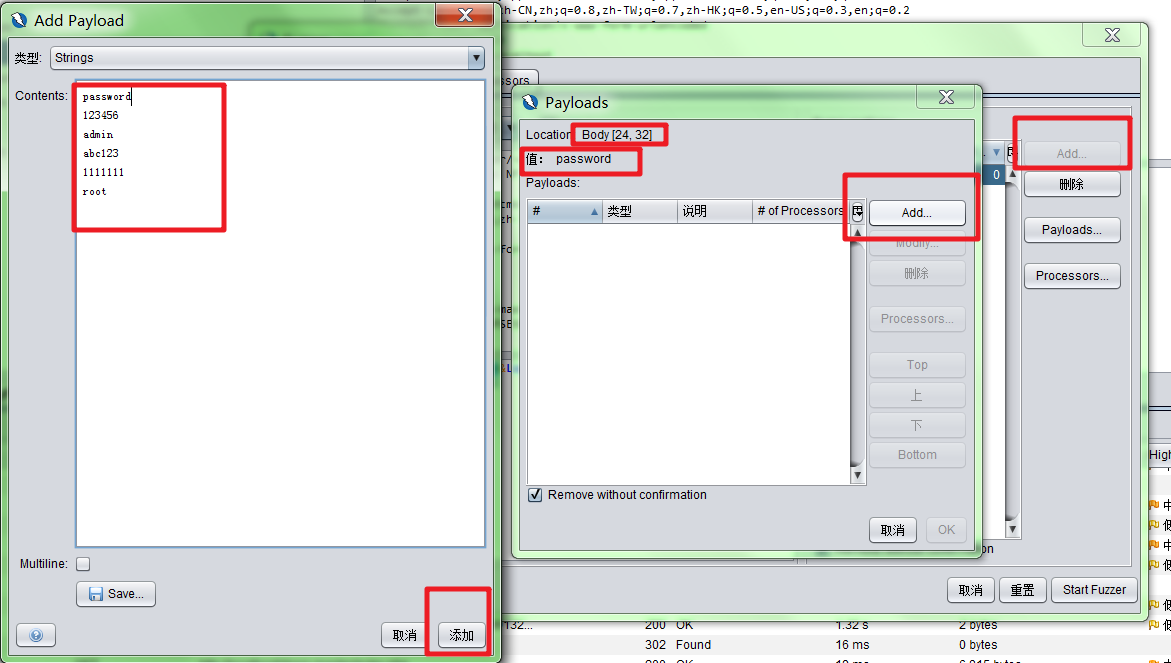 Add Payload
类型: Strings
Contents:
password
123456
admin
abc123
1111111
root
Multiline:
Save...
取消
添加
zh-CN,zh;q=0.8,zh-TW;q=0.7,zh-HK;q=0.5,en-US;q=0.3,en;q=0.2
Payloads
Location Body [24, 32]
值: password
Payloads:
# 类型 说明 # of Processors
Add...
Modify...
删除
Processors...
Top
上
下
Bottom
Remove without confirmation
取消
OK
Add...
0
删除
Payloads...
Processors...
取消
重置
Start Fuzzer
132... 200 OK 1.32 s 2 bytes
302 Found 16 ms 0 bytes
High